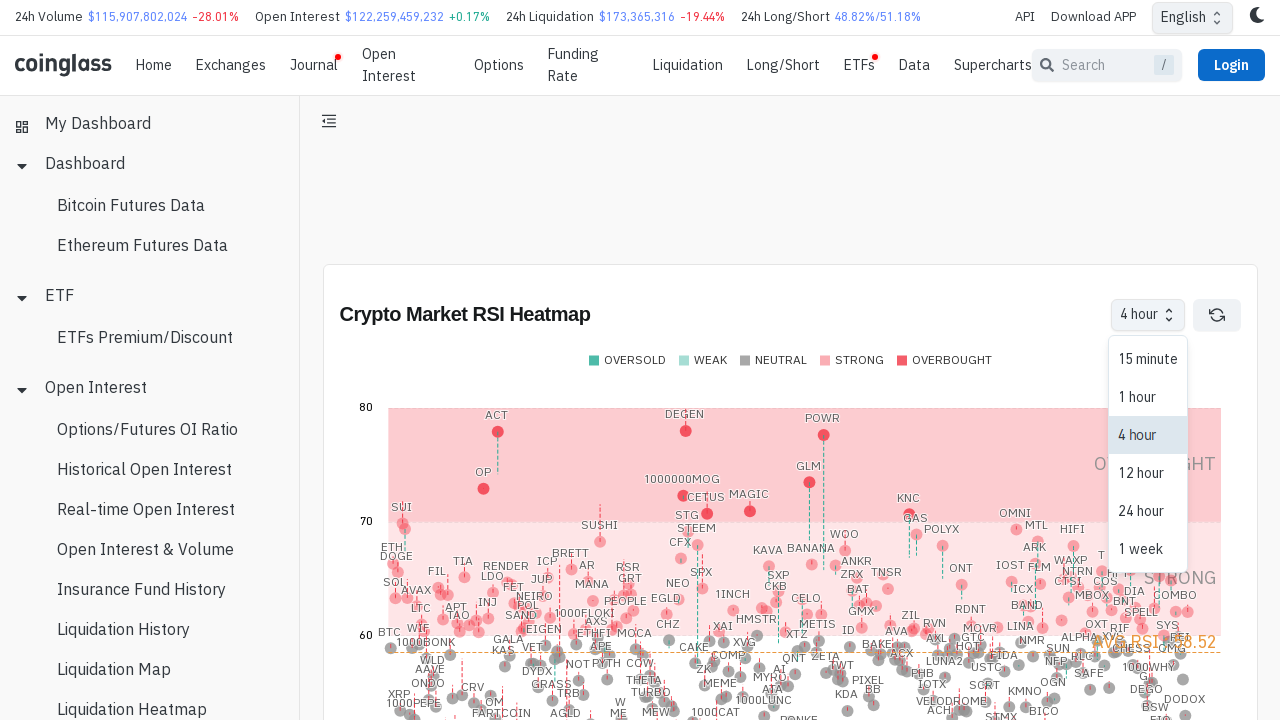 24h Volume $115,907,802,024 -28.01% Open Interest $122,259,459,232 +0.17% 24h Liquidation $173,365,316 -19.44% 24h Long/Short 48.82%/51.18% API Download APP English
coinglass Home Exchanges Journal Open Interest Options Funding Rate Liquidation Long/Short ETFs Data Supercharts Search / Login
My Dashboard
Dashboard
Bitcoin Futures Data
Ethereum Futures Data
ETF
ETFs Premium/Discount
Open Interest
Options/Futures OI Ratio
Historical Open Interest
Real-time Open Interest
Open Interest & Volume
Insurance Fund History
Liquidation History
Liquidation Map
Liquidation Heatmap
Crypto Market RSI Heatmap
4 hour
15 minute
1 hour
4 hour
12 hour
24 hour
1 week
OVERSOLD WEAK NEUTRAL STRONG OVERBOUGHT
80
ACT DEGEN POWR
OP GLM
1000000MOG
CETUS MAGIC KNC
SUI STG GAS OMNI
70
SUSHI STEEM POLYX MTL HIFI
CFX WOO
ETH KAVA BANANA ARK
DOGE BRETT
TIA RENDER ICP AR RSR ANKR ONT IOST FLM WAXP
FIL LDO JUP GRT SPX SXP ZRX TNSR NTRN
SOL AVAX FET MANA NEO CKB BAT ICX CTSI COS
NEIRO 1INCH MBOX DIA COMBO
LTC APT INJ POL PEOPLE EGLD CELO GMX RDNT BAND BNT
TAO SAND 1000FLOKI HMSTR ZIL SPELL
WIF EIGEN AXS CHZ XAI METIS ID RVN MOVR LINA OXT RIF SYS
60
BTC 1000BONK GALA ETHFI MOCA XTZ AVA AXL GTC NMR ALPHA AXVS REI
KAS VET APE CAKE XVG BAKE HOT SUN CHESS OMG
STRONG
WLD NOT PYTH COW COMP QNT ZETA ACX LUNA2 EIDA NFP RLC
AAVE DYDX ZK AI TWT PHB USTC SAFE 1000WHY
ONDO GRASS THETA MEME MYRO PIXEL IOTX OGN GL
XRP CRV TRB TURBO ATA KDA BB SCRT KMNO DEGO
1000PEPE OM W 1000LUNC VELODROME DODOX
AGLD ME MEW 1000CAT PONKE ACH STMX BICO BSW